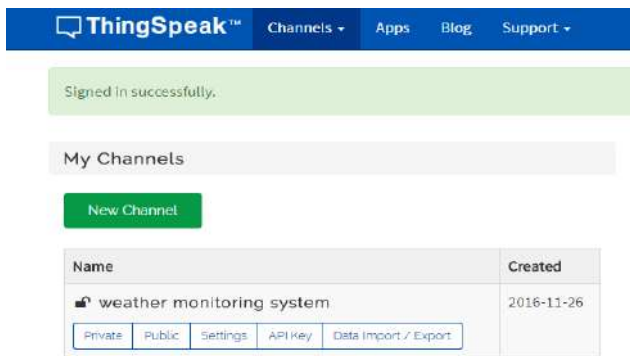 ThingSpeak™ Channels Apps Blog Support
Signed in successfully.
My Channels
New Channel
Name Created
weather monitoring system 2016-11-26
Private Public Settings API Key Data Import / Export